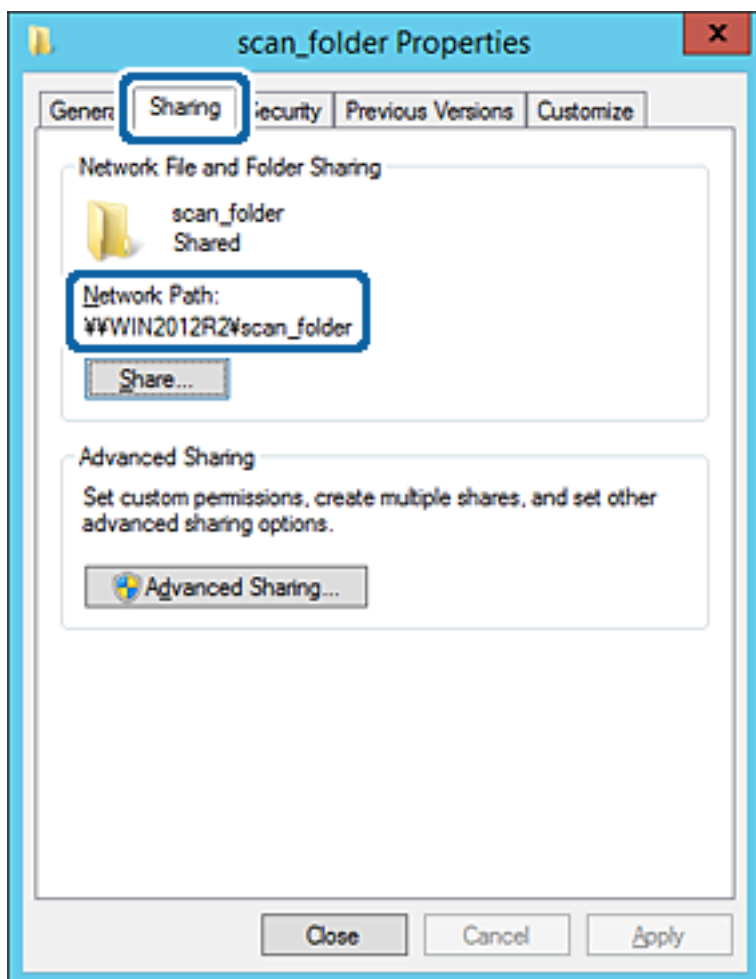 scan_folder Properties
x
General Sharing Security Previous Versions Customize
Network File and Folder Sharing
scan_folder
Shared
Network Path:
¥¥WIN2012R2¥scan_folder
Share...
Advanced Sharing
Set custom permissions, create multiple shares, and set other
advanced sharing options.
Advanced Sharing...
Close Cancel Apply